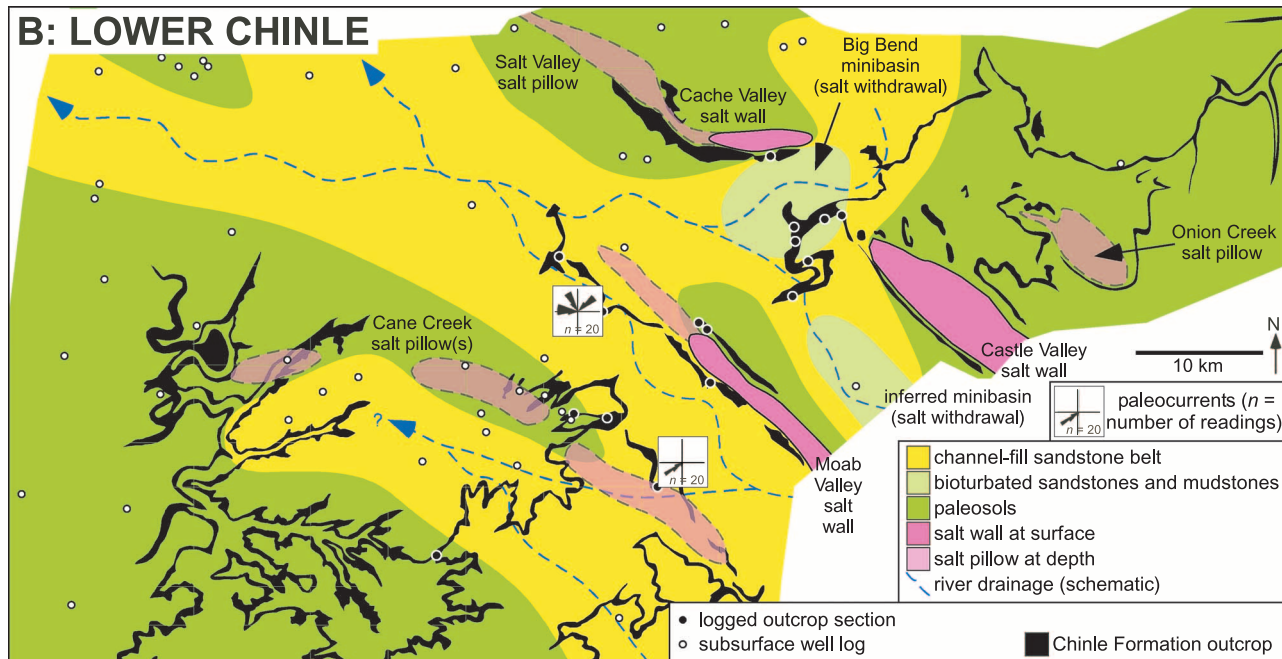 B: LOWER CHINLE
Salt Valley
salt pillow
Cache Valley
salt wall
Big Bend
minibasin
(salt withdrawal)
Onion Creek
salt pillow
n = 20
Cane Creek
salt pillow(s)
?
n = 20
Castle Valley
salt wall
inferred minibasin
(salt withdrawal)
Moab
Valley
salt
wall
N
10 km
n = 20
paleocurrents (n =
number of readings)
channel-fill sandstone belt
bioturbated sandstones and mudstones
paleosols
salt wall at surface
salt pillow at depth
river drainage (schematic)
logged outcrop section
subsurface well log
Chinle Formation outcrop